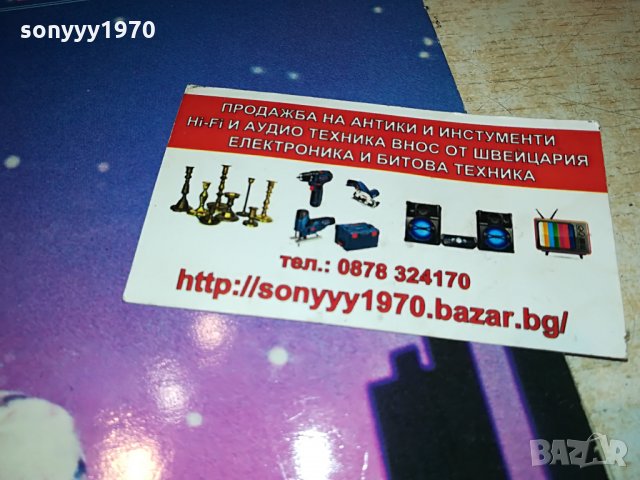 sonyyy1970
ПРОДАЖБА НА АНТИКИ И ИНСТУМЕНТИ
Hi-Fi И АУДИО ТЕХНИКА ВНОС ОТ ШВЕЙЦАРИЯ
ЕЛЕКТРОНИКА И БИТОВА ТЕХНИКА
тел.: 0878 324170
http://sonyyy1970.bazar.bg/
sonyyy1970
BAZAR